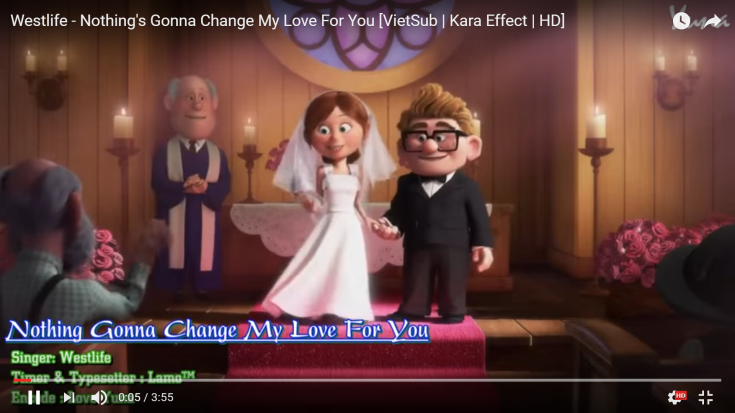 Westlife - Nothing's Gonna Change My Love For You [VietSub | Kara Effect | HD]
Nothing Gonna Change My Love For You
Singer: Westlife
Timer & Typesetter : Lamo™
0:05 / 3:55
HD